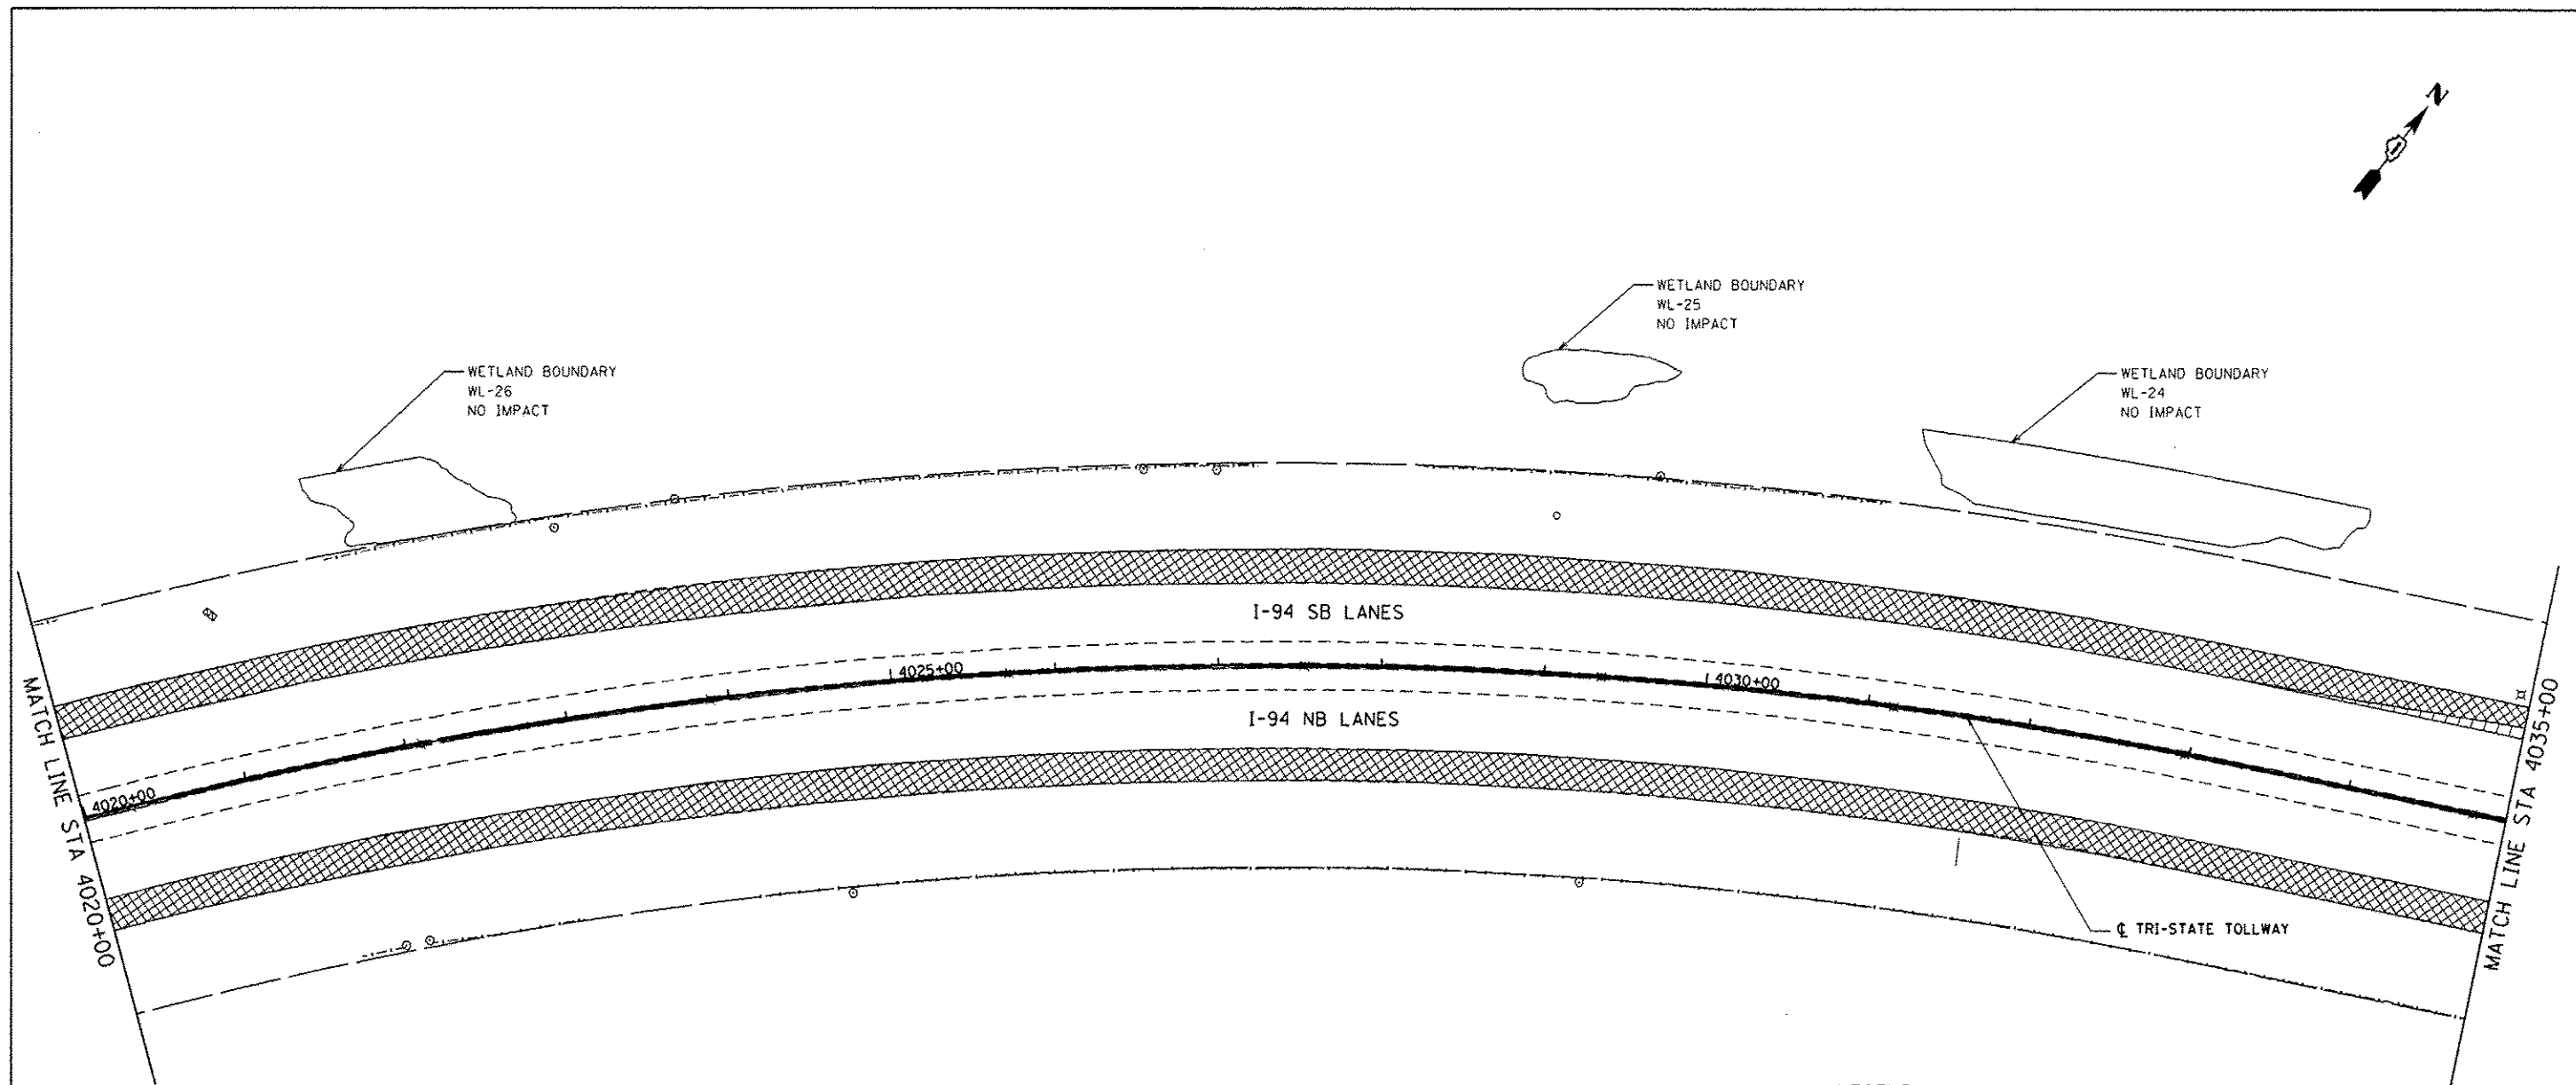 N
WETLAND BOUNDARY
WL-25
NO IMPACT
WETLAND BOUNDARY
WL-26
NO IMPACT
WETLAND BOUNDARY
WL-24
NO IMPACT
I-94 SB LANES
4025+00
4030+00
I-94 NB LANES
4020+00
MATCH LINE STA 4020+00
MATCH LINE STA 4035+00
℄ TRI-STATE TOLLWAY